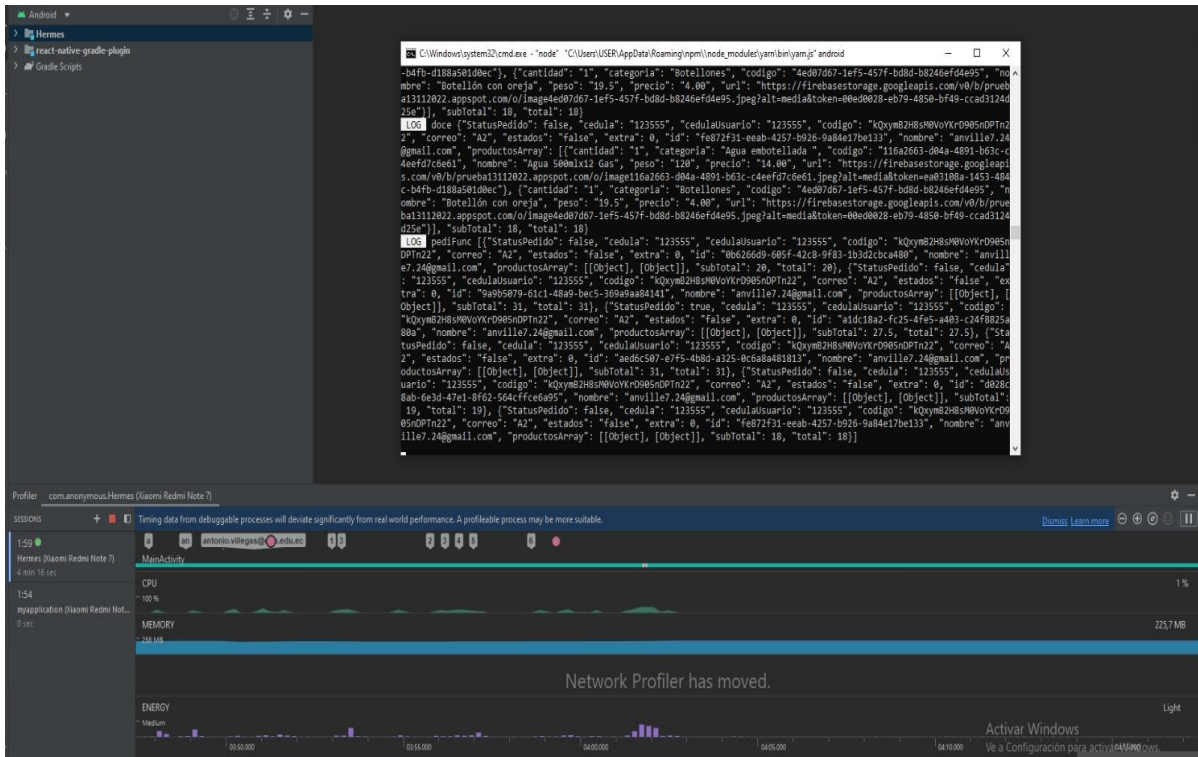 Android
Hermes
react-native-gradle-plugin
Gradle Scripts
C:\Windows\system32\cmd.exe - "node" "C:\Users\USER\AppData\Roaming\npm\\node_modules\yarn\bin\yarn.js" android
-b4fb-d188a501d0ec"}, {"cantidad": "1", "categoria": "Botellones", "codigo": "4ed07d67-1ef5-457f-bd8d-b8246efd4e95", "no
mbre": "Botellón con oreja", "peso": "19.5", "precio": "4.00", "url": "https://firebasestorage.googleapis.com/v0/b/prueb
a13112022.appspot.com/o/image4ed07d67-1ef5-457f-bd8d-b8246efd4e95.jpeg?alt=media&token=00ed0028-eb79-4850-bf49-ccad3124d
25e"}], "subTotal": 18, "total": 18}
LOG doce {"StatusPedido": false, "cedula": "123555", "cedulaUsuario": "123555", "codigo": "kQxymB2H8sM0VoYKrD905nDPTn2
2", "correo": "A2", "estados": "false", "extra": 0, "id": "fe872f31-eeab-4257-b926-9a84e17be133", "nombre": "anville7.24
@gmail.com", "productosArray": [{"cantidad": "1", "categoria": "Agua embotellada ", "codigo": "116a2663-d04a-4891-b63c-c
4eefd7c6e61", "nombre": "Agua 500mlx12 Gas", "peso": "120", "precio": "14.00", "url": "https://firebasestorage.googleapi
s.com/v0/b/prueba13112022.appspot.com/o/image116a2663-d04a-4891-b63c-c4eefd7c6e61.jpeg?alt=media&token=ea03108a-1453-484
c-b4fb-d188a501d0ec"}, {"cantidad": "1", "categoria": "Botellones", "codigo": "4ed07d67-1ef5-457f-bd8d-b8246efd4e95", "n
ombre": "Botellón con oreja", "peso": "19.5", "precio": "4.00", "url": "https://firebasestorage.googleapis.com/v0/b/prue
ba13112022.appspot.com/o/image4ed07d67-1ef5-457f-bd8d-b8246efd4e95.jpeg?alt=media&token=00ed0028-eb79-4850-bf49-ccad3124
d25e"}], "subTotal": 18, "total": 18}
LOG pediFunc [{"StatusPedido": false, "cedula": "123555", "cedulaUsuario": "123555", "codigo": "kQxymB2H8sM0VoYKrD905n
DPTn22", "correo": "A2", "estados": "false", "extra": 0, "id": "0b6266d9-605f-42c8-9f83-1b3d2cbca480", "nombre": "anvill
e7.24@gmail.com", "productosArray": [[Object], [Object]], "subTotal": 20, "total": 20}, {"StatusPedido": false, "cedula"
: "123555", "cedulaUsuario": "123555", "codigo": "kQxymB2H8sM0VoYKrD905nDPTn22", "correo": "A2", "estados": "false", "ex
tra": 0, "id": "9a9b5079-61c1-48a9-bec5-369a9aa84141", "nombre": "anville7.24@gmail.com", "productosArray": [[Object], [
Object]], "subTotal": 31, "total": 31}, {"StatusPedido": true, "cedula": "123555", "cedulaUsuario": "123555", "codigo":
"kQxymB2H8sM0VoYKrD905nDPTn22", "correo": "A2", "estados": "false", "extra": 0, "id": "a1dc18a2-fc25-4fe5-a403-c24f8825a
80a", "nombre": "anville7.24@gmail.com", "productosArray": [[Object], [Object]], "subTotal": 27.5, "total": 27.5}, {"Sta
tusPedido": false, "cedula": "123555", "cedulaUsuario": "123555", "codigo": "kQxymB2H8sM0VoYKrD905nDPTn22", "correo": "A
2", "estados": "false", "extra": 0, "id": "aed6c507-e7f5-4b8d-a325-0c6a8a481813", "nombre": "anville7.24@gmail.com", "pr
oductosArray": [[Object], [Object]], "subTotal": 31, "total": 31}, {"StatusPedido": false, "cedula": "123555", "cedulaUs
uario": "123555", "codigo": "kQxymB2H8sM0VoYKrD905nDPTn22", "correo": "A2", "estados": "false", "extra": 0, "id": "d028c
8ab-6e3d-47e1-8f62-564cffce6a95", "nombre": "anville7.24@gmail.com", "productosArray": [[Object], [Object]], "subTotal":
19, "total": 19}, {"StatusPedido": false, "cedula": "123555", "cedulaUsuario": "123555", "codigo": "kQxymB2H8sM0VoYKrD9
05nDPTn22", "correo": "A2", "estados": "false", "extra": 0, "id": "fe872f31-eeab-4257-b926-9a84e17be133", "nombre": "anv
ille7.24@gmail.com", "productosArray": [[Object], [Object]], "subTotal": 18, "total": 18}]
Profiler com.anonymous.Hermes (Xiaomi Redmi Note 7)
SESSIONS
Timing data from debuggable processes will deviate significantly from real world performance. A profileable process may be more suitable.
Dismiss Learn more
1:59
Hermes (Xiaomi Redmi Note 7)
4 min 16 sec
1:54
myapplication (Xiaomi Redmi Not...
0 sec
a an antonio.villegas@ .edu.ec 1 3 2 3 4 5 6
MainActivity
CPU 1 %
100 %
MEMORY 225,7 MB
256 MB
Network Profiler has moved.
ENERGY Light
Medium
03:50.000 03:55.000 04:00.000 04:05.000 04:10.000
Activar Windows
Ve a Configuración para activar Windows.